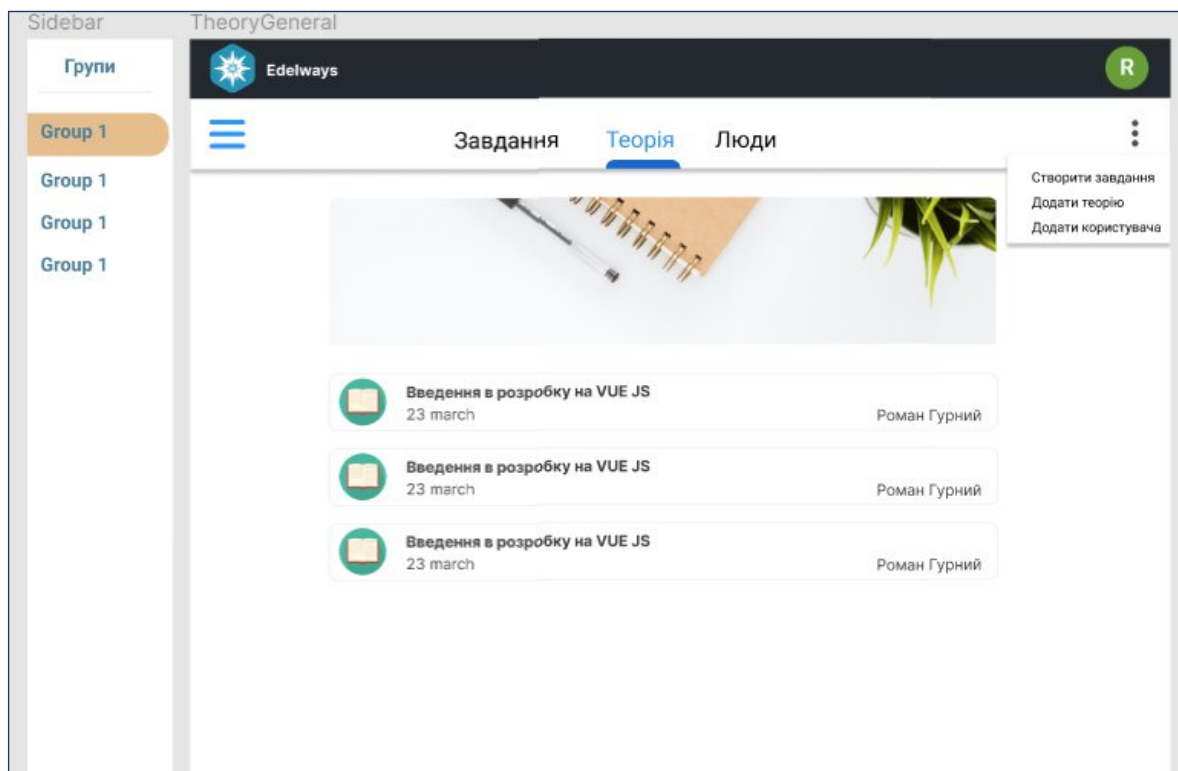 Sidebar
TheoryGeneral
Групи
Group 1
Group 1
Group 1
Group 1
Edelways
R
Завдання
Теорія
Люди
Створити завдання
Додати теорію
Додати користувача
Введення в розробку на VUE JS
23 march
Роман Гурний
Введення в розробку на VUE JS
23 march
Роман Гурний
Введення в розробку на VUE JS
23 march
Роман Гурний